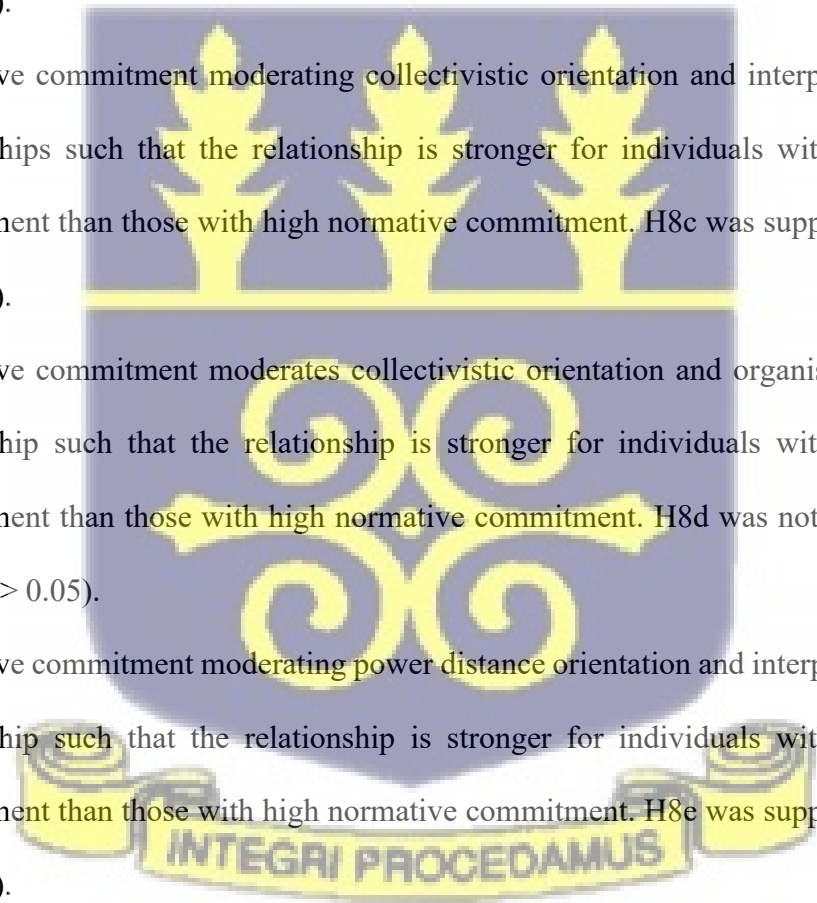 ).
ve commitment moderating collectivistic orientation and interp
hips such that the relationship is stronger for individuals wit
nent than those with high normative commitment. H8c was supp
).
ve commitment moderates collectivistic orientation and organis
hip such that the relationship is stronger for individuals wit
nent than those with high normative commitment. H8d was not
> 0.05).
ve commitment moderating power distance orientation and interp
hip such that the relationship is stronger for individuals wit
nent than those with high normative commitment. H8e was supp
INTEGRI PROCEDAMUS
).